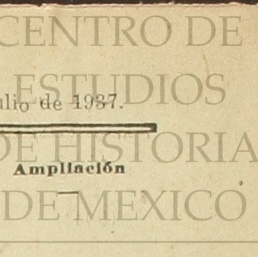 CENTRO DE
ESTUDIOS
ulio de 1937.
DE HISTORIA
Ampliación
DE MEXICO